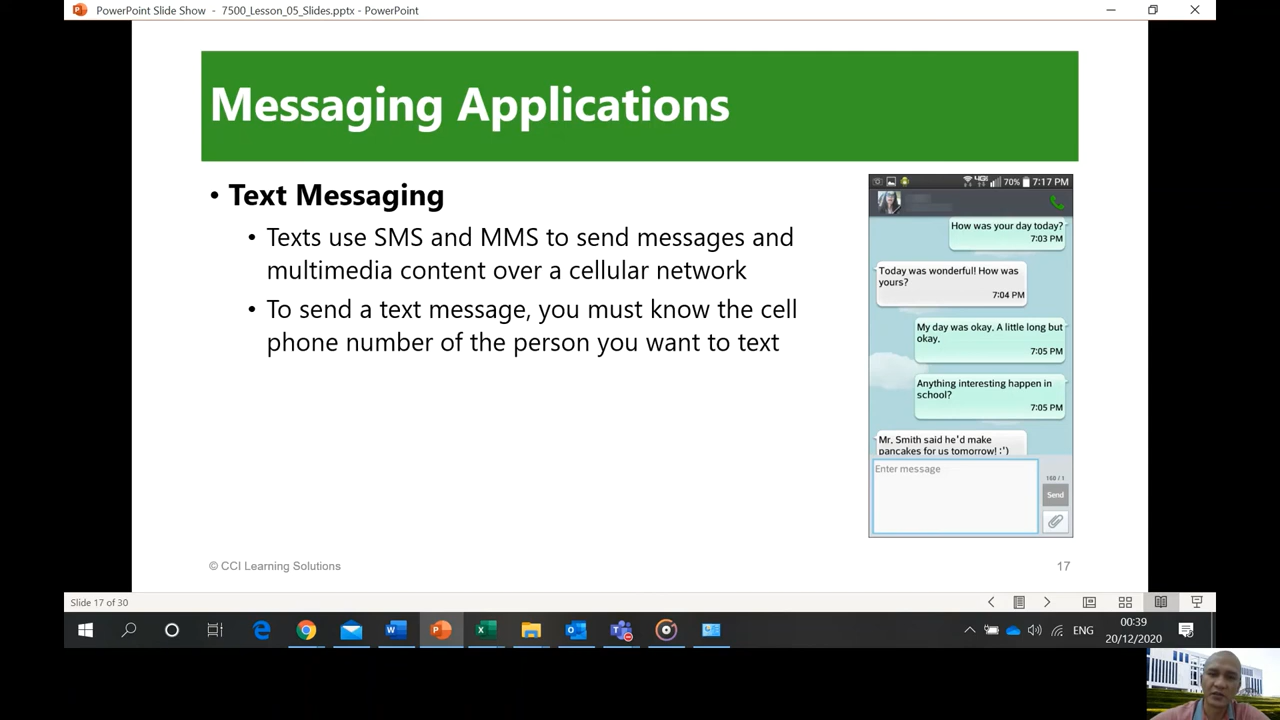 PowerPoint Slide Show - 7500_Lesson_05_Slides.pptx - PowerPoint
Messaging Applications
• Text Messaging
• Texts use SMS and MMS to send messages and
multimedia content over a cellular network
• To send a text message, you must know the cell
phone number of the person you want to text
70% 7:17 PM
How was your day today?
7:03 PM
Today was wonderful! How was
yours?
7:04 PM
My day was okay. A little long but
okay.
7:05 PM
Anything interesting happen in
school?
7:05 PM
Mr. Smith said he'd make
pancakes for us tomorrow! :')
Enter message
160 / 1
Send
© CCI Learning Solutions
17
Slide 17 of 30
ENG
00:39
20/12/2020